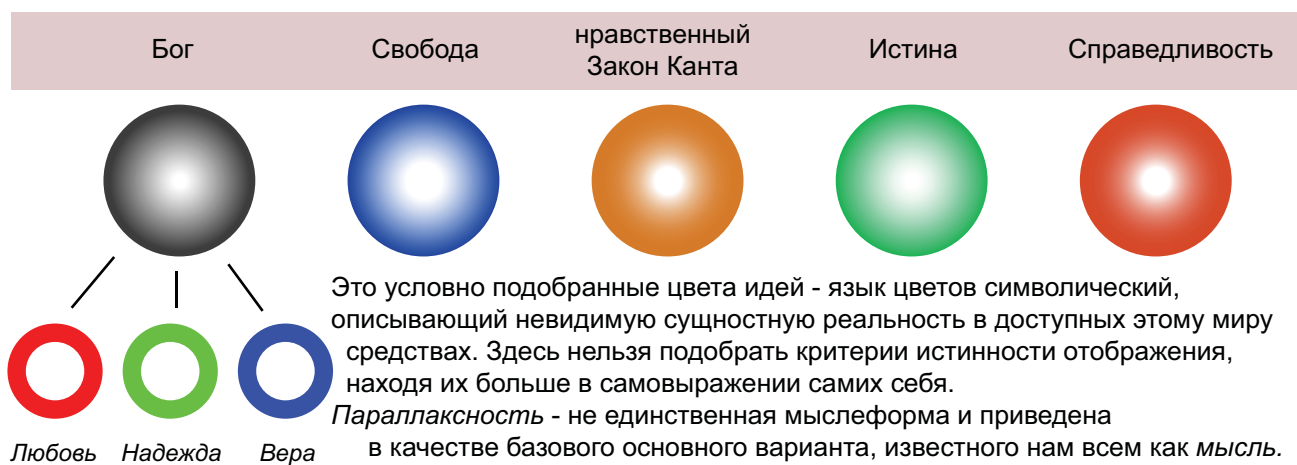 Бог
Свобода
нравственный
Закон Канта
Истина
Справедливость
Это условно подобранные цвета идей - язык цветов символический,
описывающий невидимую сущностную реальность в доступных этому миру
средствах. Здесь нельзя подобрать критерии истинности отображения,
находя их больше в самовыражении самих себя.
Параллаксность - не единственная мыслеформа и приведена
в качестве базового основного варианта, известного нам всем как мысль.
Любовь
Надежда
Вера